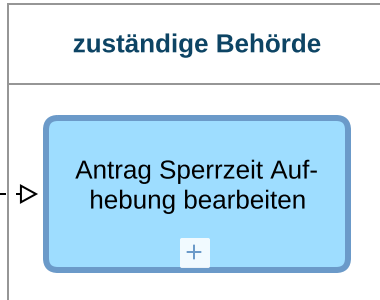 zuständige Behörde
Antrag Sperrzeit Auf-
hebung bearbeiten